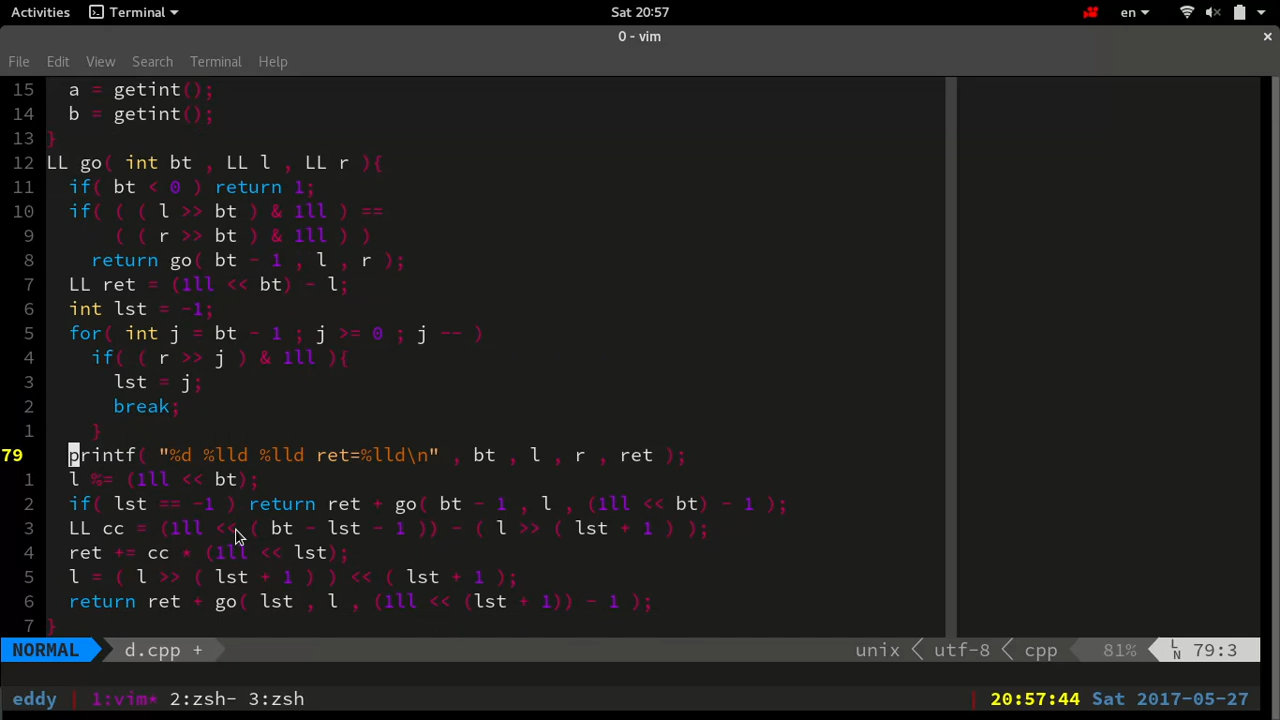 Activities Terminal Sat 20:57 en
0 - vim ×
File Edit View Search Terminal Help
15 a = getint();
14 b = getint();
13 }
12 LL go( int bt , LL l , LL r ){
11 if( bt < 0 ) return 1;
10 if( ( ( l >> bt ) & 1ll ) ==
9 ( ( r >> bt ) & 1ll ) )
8 return go( bt - 1 , l , r );
7 LL ret = (1ll << bt) - l;
6 int lst = -1;
5 for( int j = bt - 1 ; j >= 0 ; j -- )
4 if( ( r >> j ) & 1ll ){
3 lst = j;
2 break;
1 }
79 printf( "%d %lld %lld ret=%lld\n" , bt , l , r , ret );
1 l %= (1ll << bt);
2 if( lst == -1 ) return ret + go( bt - 1 , l , (1ll << bt) - 1 );
3 LL cc = (1ll << ( bt - lst - 1 )) - ( l >> ( lst + 1 ) );
4 ret += cc * (1ll << lst);
5 l = ( l >> ( lst + 1 ) ) << ( lst + 1 );
6 return ret + go( lst , l , (1ll << (lst + 1)) - 1 );
7 }
NORMAL d.cpp + unix utf-8 cpp 81% LN 79:3
eddy | 1:vim* 2:zsh- 3:zsh | 20:57:44 Sat 2017-05-27